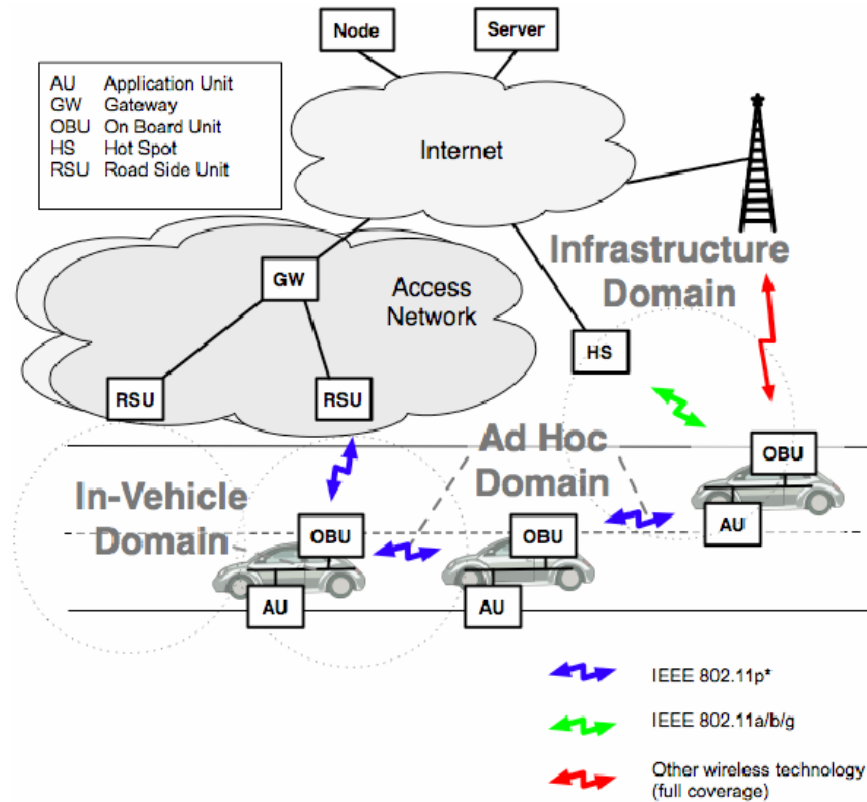 Node
Server
AU Application Unit
GW Gateway
OBU On Board Unit
HS Hot Spot
RSU Road Side Unit
Internet
Infrastructure
Domain
GW
Access
Network
HS
RSU
RSU
Ad Hoc
Domain
OBU
In-Vehicle
Domain
OBU
OBU
AU
AU
AU
IEEE 802.11p*
IEEE 802.11a/b/g
Other wireless technology
(full coverage)